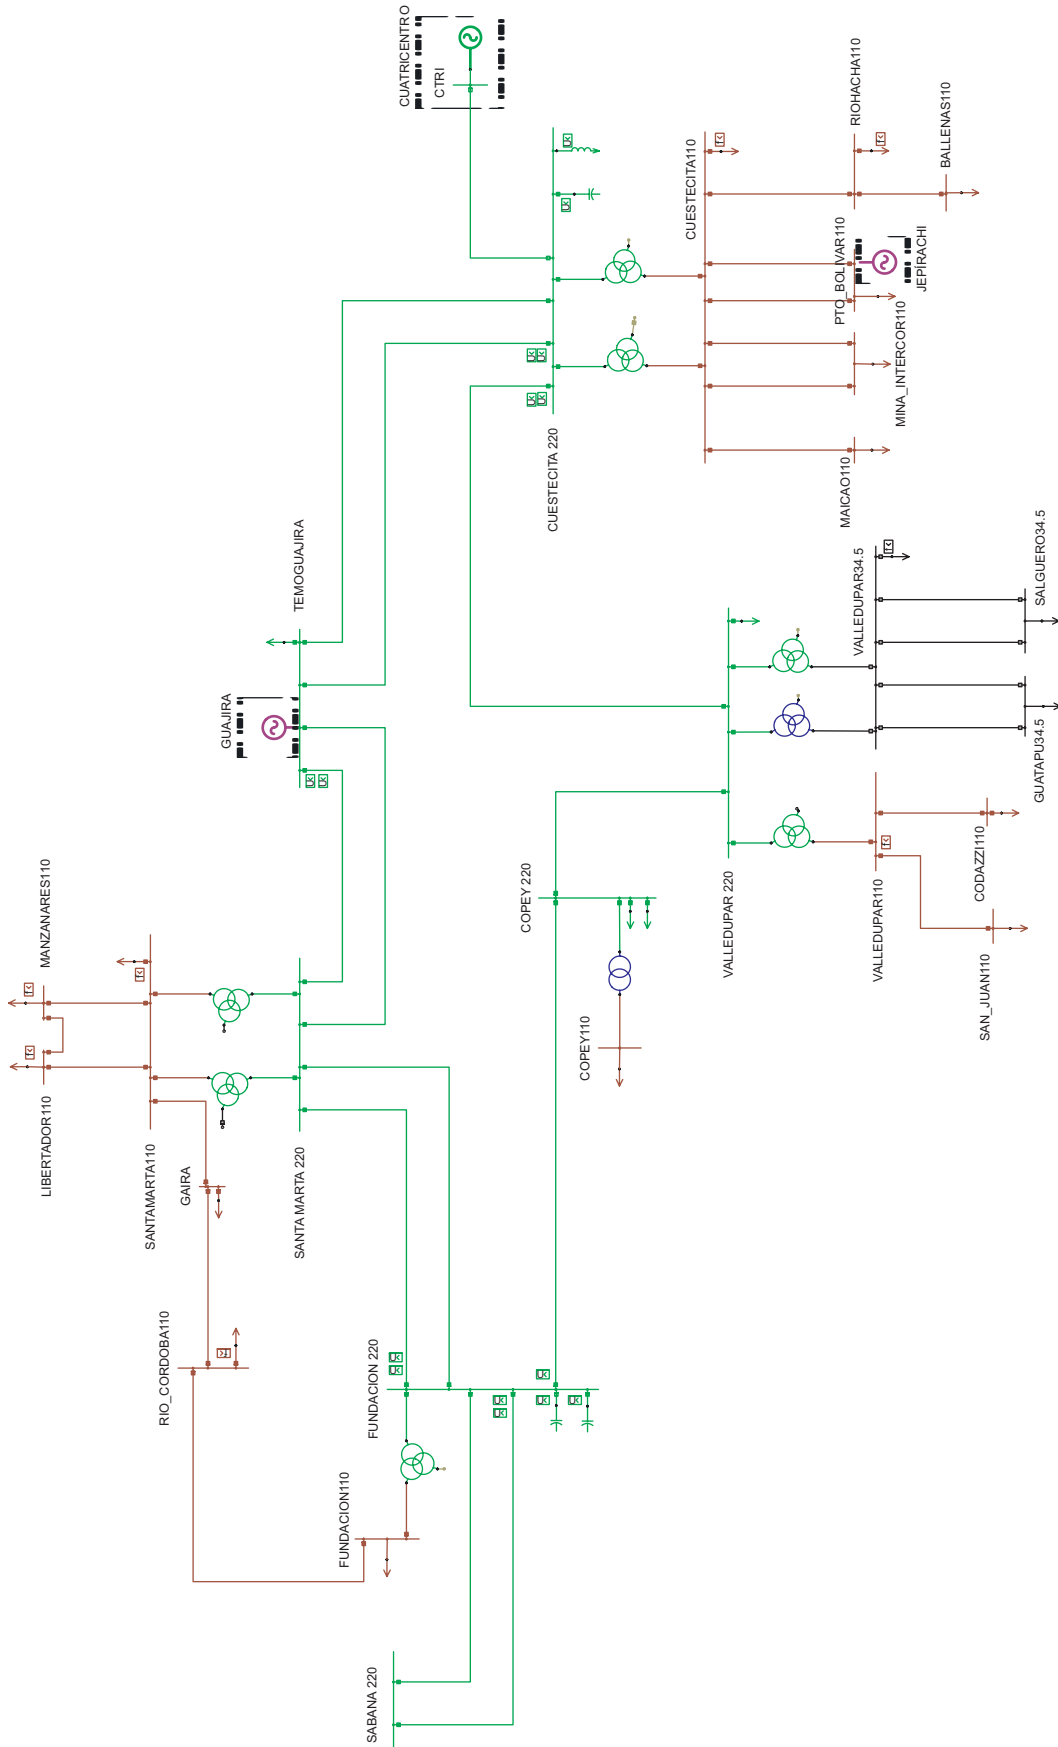 CUATRICENTRO
CTRI
RIOHACHA110
BALLENAS110
CUESTECITA110
PTO_BOLIVAR110
JEPIRACHI
MINA_INTERCOR110
MAICAO110
CUESTECITA 220
TEMOGUAJIRA
GUAJIRA
VALLEDUPAR34.5
SALGUERO34.5
GUATAPU34.5
VALLEDUPAR 220
VALLEDUPAR110
CODAZZI110
SAN_JUAN110
COPEY 220
COPEY110
MANZANARES110
LIBERTADOR110
SANTAMARTA110
SANTA MARTA 220
GAIRA
RIO_CORDOBA110
FUNDACION 220
FUNDACION110
SABANA 220